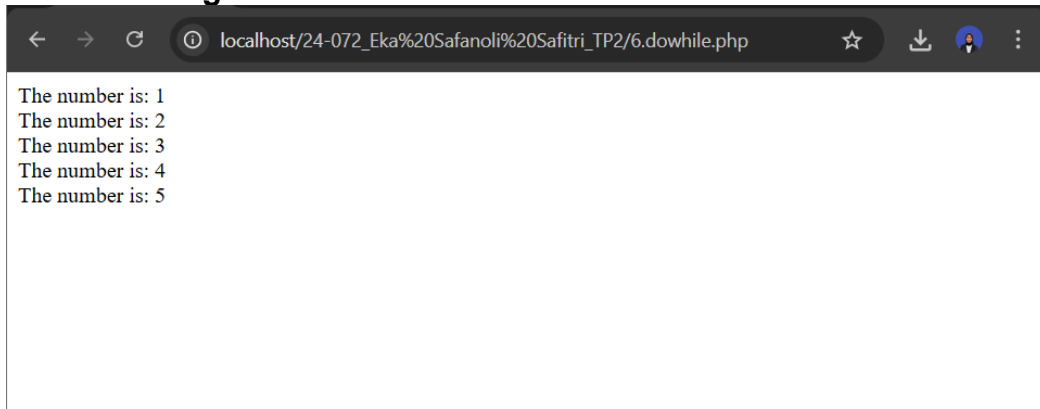 localhost/24-072_Eka%20Safanoli%20Safitri_TP2/6.dowhile.php
The number is: 1
The number is: 2
The number is: 3
The number is: 4
The number is: 5